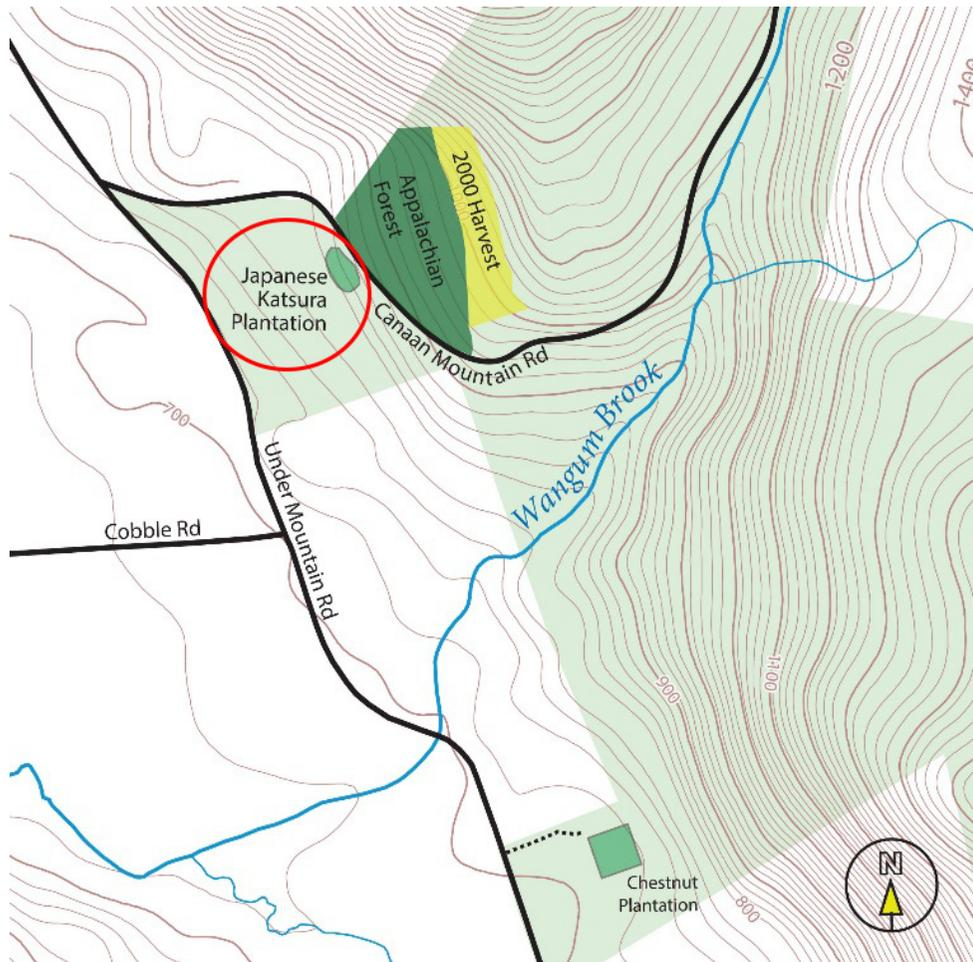 1200
1400
2000 Harvest
Appalachian
Forest
Japanese
Katsura
Plantation
Canaan Mountain Rd
700
Wangum Brook
Under Mountain Rd
Cobble Rd
900
1100
Chestnut
Plantation
800
N